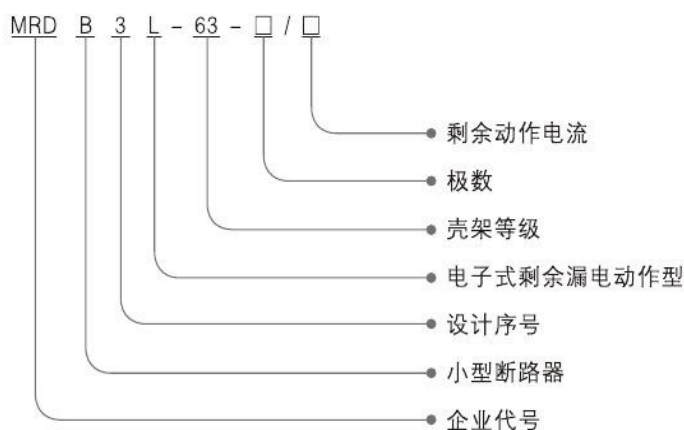 MRD B 3 L - 63 - □ / □
剩余动作电流
极数
壳架等级
电子式剩余漏电动作型
设计序号
小型断路器
企业代号